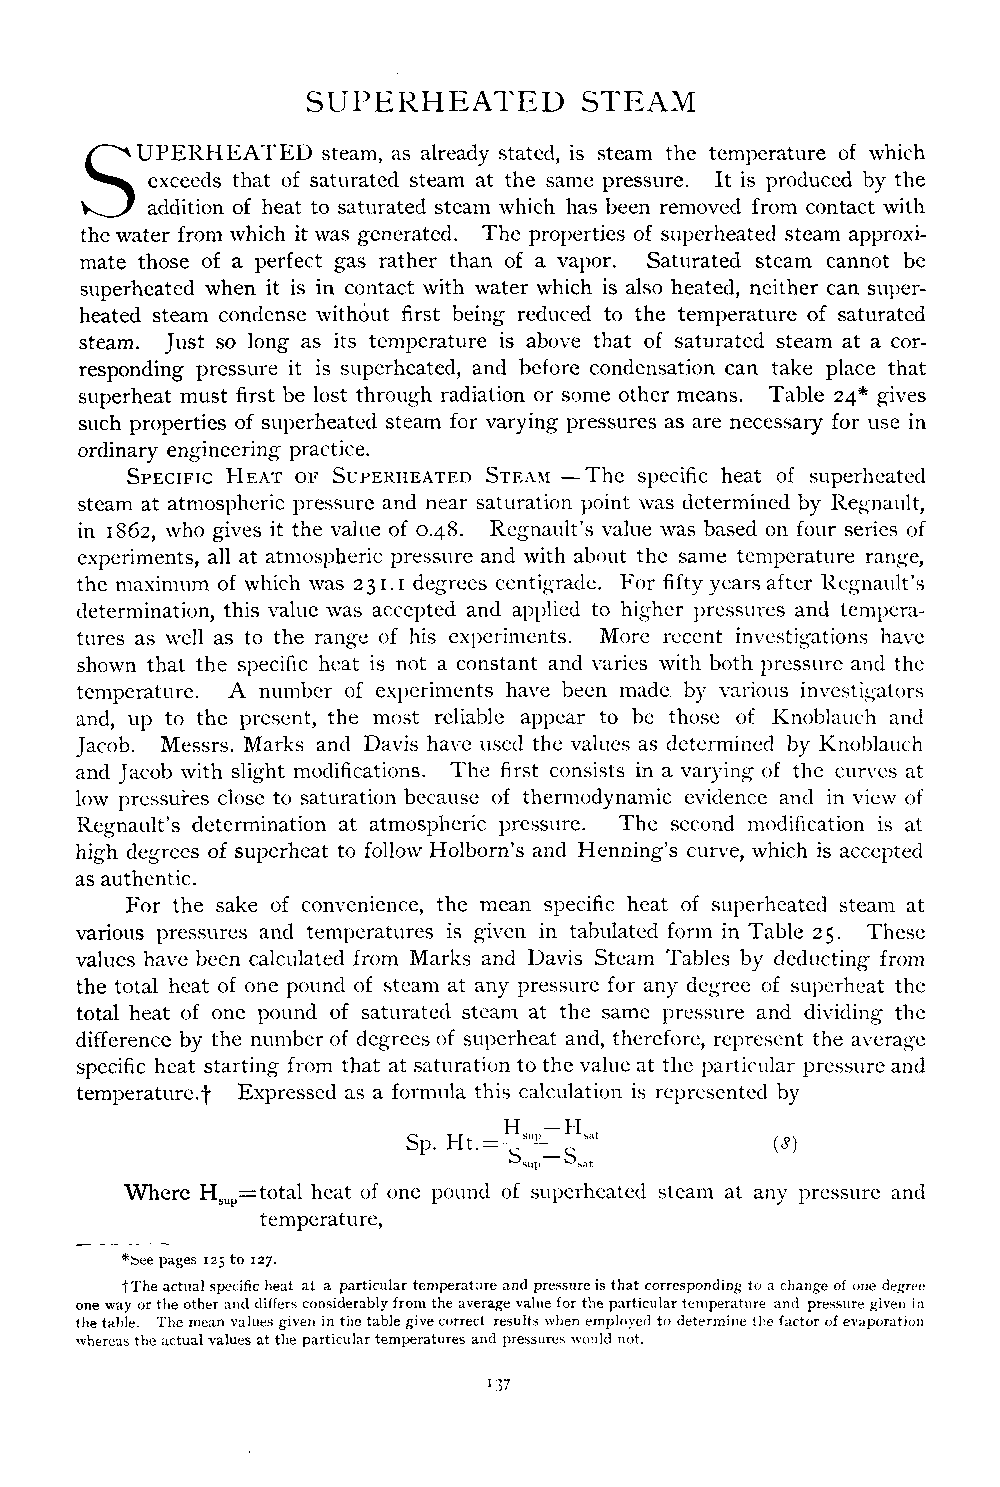 SUPERHEATED STEAM
SUPERHEATED steam, as already stated, is steam the temperature of which
exceeds that of saturated steam at the same pressure. It is produced by the
addition of heat to saturated steam which has been removed from contact with
the water from which it was generated. The properties of superheated steam approxi-
mate those of a perfect gas rather than of a vapor. Saturated steam cannot be
superheated when it is in contact with water which is also heated, neither can super-
heated steam condense without first being reduced to the temperature of saturated
steam. Just so long as its temperature is above that of saturated steam at a cor-
responding pressure it is superheated, and before condensation can take place that
superheat must first be lost through radiation or some other means. Table 24* gives
such properties of superheated steam for varying pressures as are necessary for use in
ordinary engineering practice.
SPECIFIC HEAT OF SUPERHEATED STEAM —The specific heat of superheated
steam at atmospheric pressure and near saturation point was determined by Regnault,
in 1862, who gives it the value of 0.48. Regnault's value was based on four series of
experiments, all at atmospheric pressure and with about the same temperature range,
the maximum of which was 231.1 degrees centigrade. For fifty years after Regnault's
determination, this value was accepted and applied to higher pressures and tempera-
tures as well as to the range of his experiments. More recent investigations have
shown that the specific heat is not a constant and varies with both pressure and the
temperature. A number of experiments have been made by various investigators
and, up to the present, the most reliable appear to be those of Knoblauch and
Jacob. Messrs. Marks and Davis have used the values as determined by Knoblauch
and Jacob with slight modifications. The first consists in a varying of the curves at
low pressures close to saturation because of thermodynamic evidence and in view of
Regnault's determination at atmospheric pressure. The second modification is at
high degrees of superheat to follow Holborn's and Henning's curve, which is accepted
as authentic.
For the sake of convenience, the mean specific heat of superheated steam at
various pressures and temperatures is given in tabulated form in Table 25. These
values have been calculated from Marks and Davis Steam Tables by deducting from
the total heat of one pound of steam at any pressure for any degree of superheat the
total heat of one pound of saturated steam at the same pressure and dividing the
difference by the number of degrees of superheat and, therefore, represent the average
specific heat starting from that at saturation to the value at the particular pressure and
temperature.† Expressed as a formula this calculation is represented by
H sup — H sat
Sp. Ht. = (8)
S sup — S sat
Where H sup = total heat of one pound of superheated steam at any pressure and
temperature,
*See pages 125 to 127.
†The actual specific heat at a particular temperature and pressure is that corresponding to a change of one degree
one way or the other and differs considerably from the average value for the particular temperature and pressure given in
the table. The mean values given in the table give correct results when employed to determine the factor of evaporation
whereas the actual values at the particular temperatures and pressures would not.
137